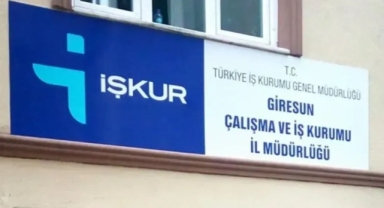 İŞKUR
T.C.
TÜRKİYE İŞ KURUMU GENEL MÜDÜRLÜĞÜ
GİRESUN
ÇALIŞMA VE İŞ KURUMU
İL MÜDÜRLÜĞÜ